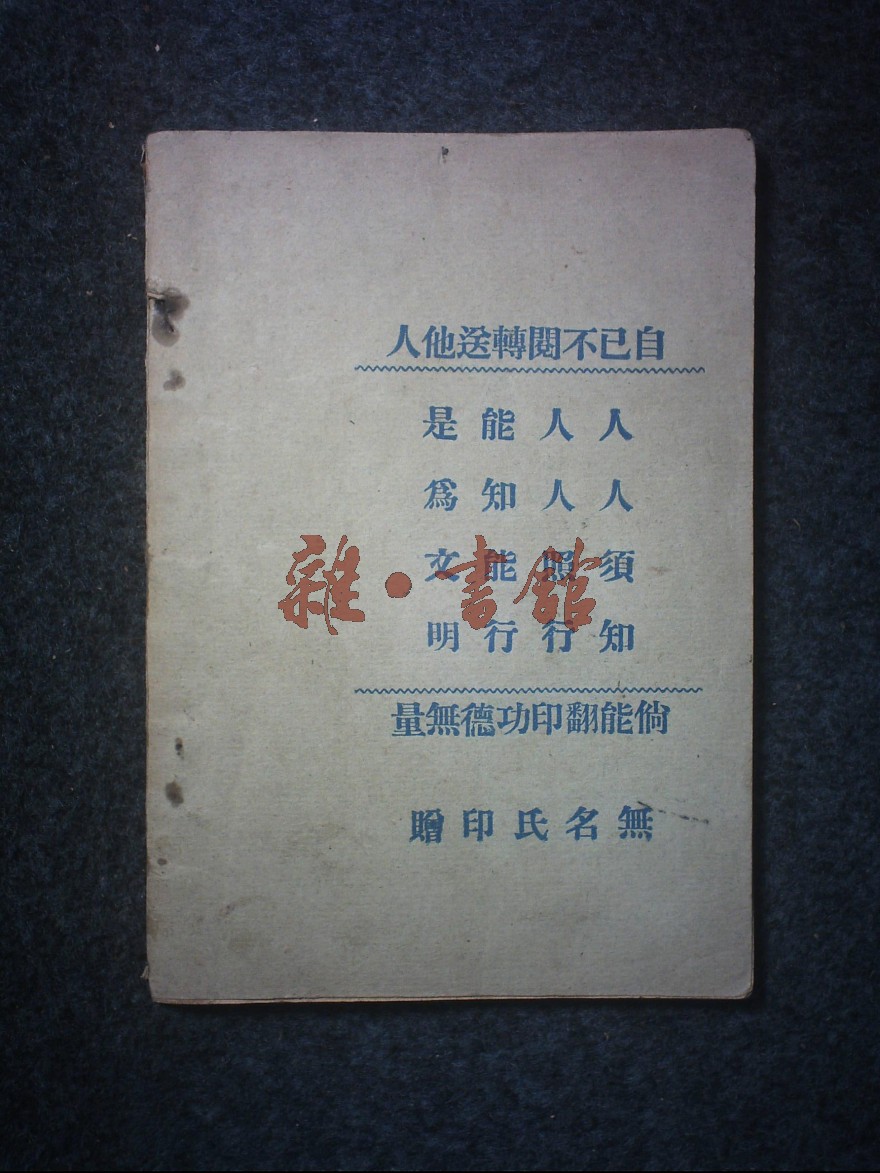 自已不閱轉送他人
人人須知
人人照行
能知能行
是爲文明
倘能翻印功德無量
無名氏印贈
雜·書館